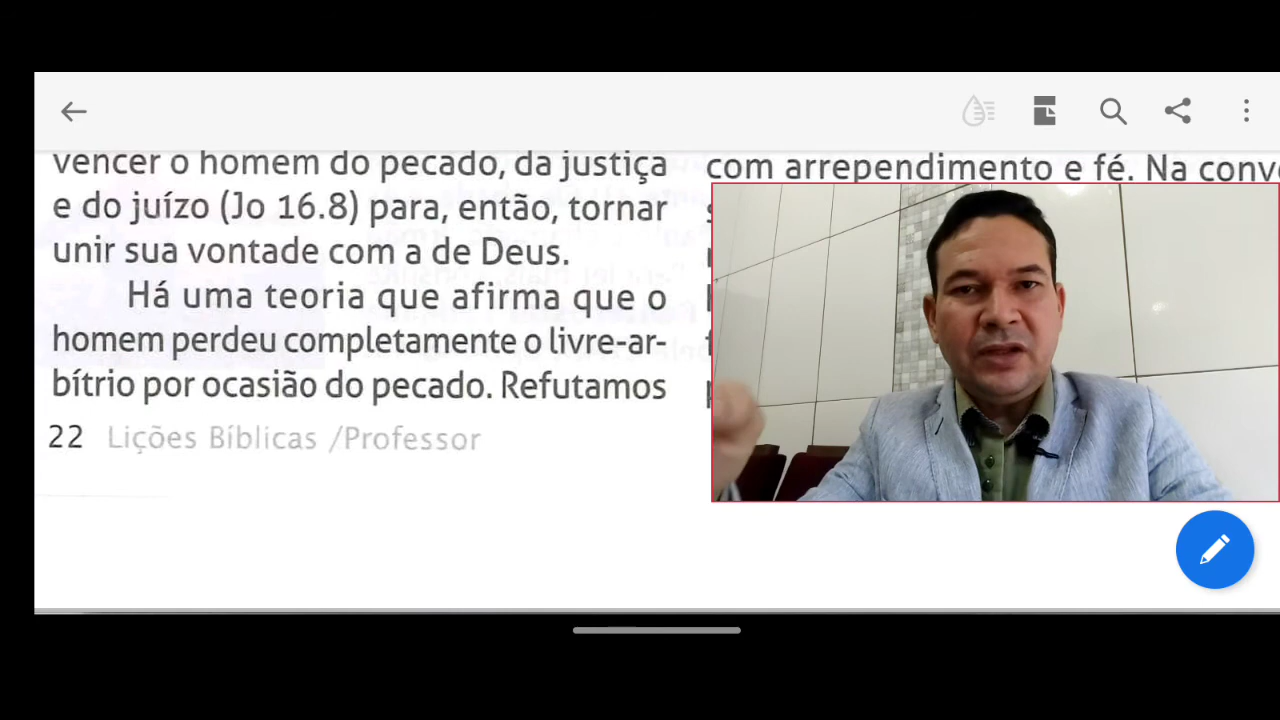 vencer o homem do pecado, da justiça
e do juízo (Jo 16.8) para, então, tornar
unir sua vontade com a de Deus.
Há uma teoria que afirma que o
homem perdeu completamente o livre-ar-
bítrio por ocasião do pecado. Refutamos
22 Lições Bíblicas /Professor
com arrependimento e fé. Na conv